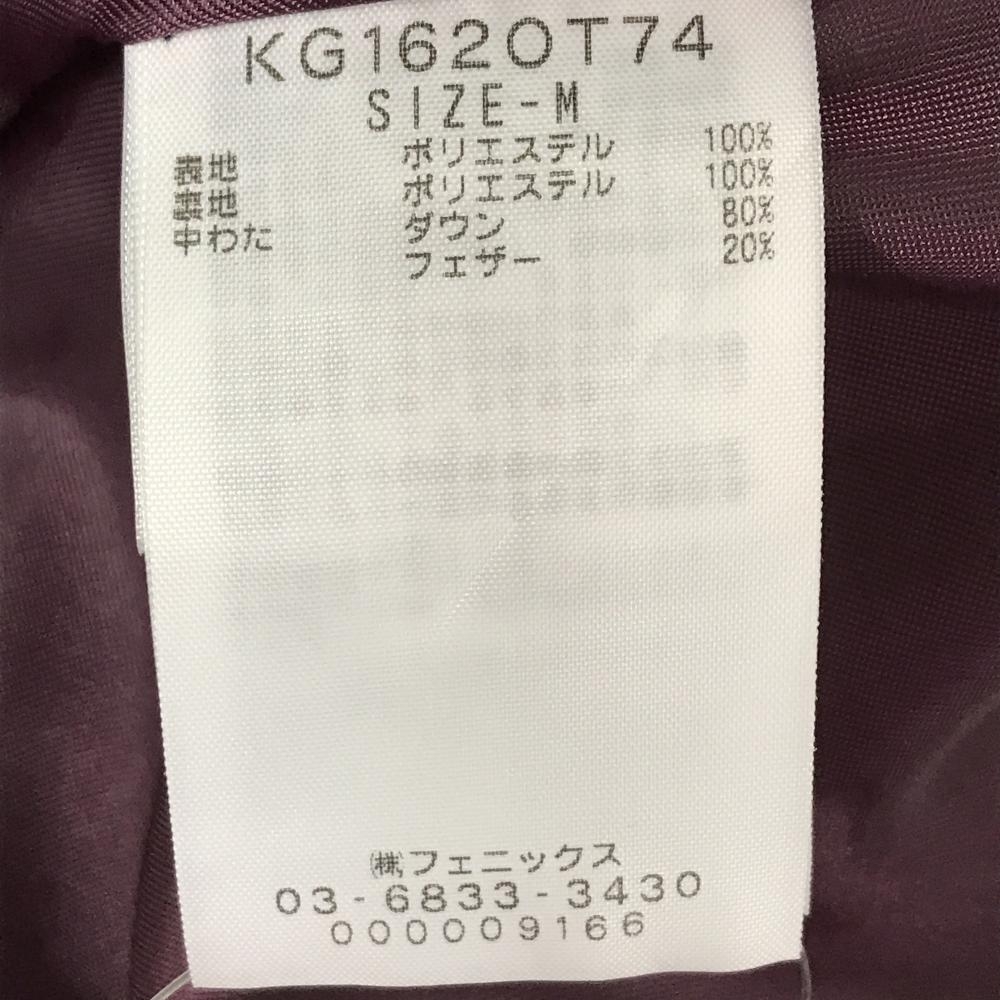 KG162OT74
SIZE-M
表地 ポリエステル 100%
裏地 ポリエステル 100%
中わた ダウン 80%
フェザー 20%
㈱フェニックス
03-6833-3430
000009166